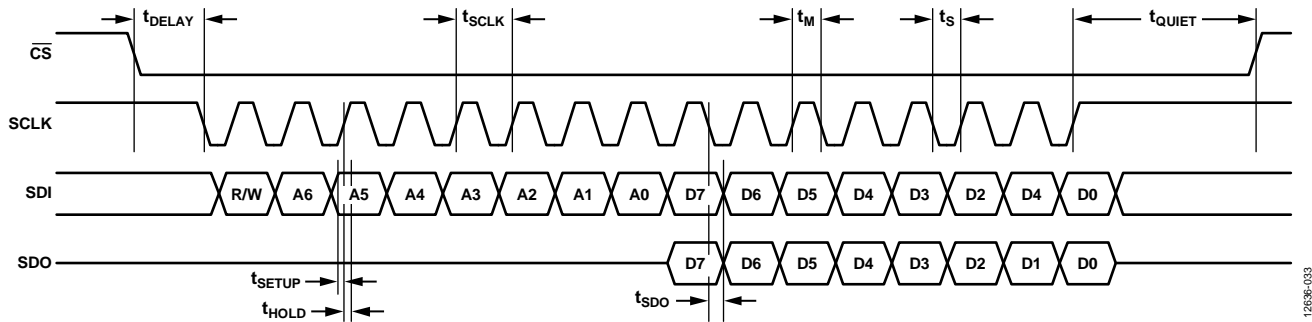 tDELAY tSCLK tM tS tQUIET
CS
SCLK
SDI R/W A6 A5 A4 A3 A2 A1 A0 D7 D6 D5 D4 D3 D2 D4 D0
SDO D7 D6 D5 D4 D3 D2 D1 D0
tSETUP
tHOLD
tSDO
12636-033